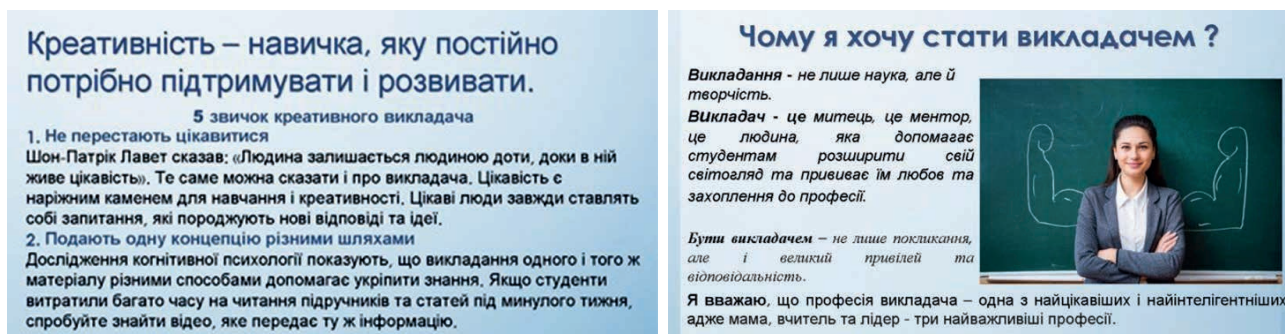 Креативність – навичка, яку постійно
потрібно підтримувати і розвивати.
5 звичок креативного викладача
1. Не перестають цікавитися
Шон-Патрік Лавет сказав: «Людина залишається людиною доти, доки в ній
живе цікавість». Те саме можна сказати і про викладача. Цікавість є
наріжним каменем для навчання і креативності. Цікаві люди завжди ставлять
собі запитання, які породжують нові відповіді та ідеї.
2. Подають одну концепцію різними шляхами
Дослідження когнітивної психології показують, що викладання одного і того ж
матеріалу різними способами допомагає укріпити знання. Якщо студенти
витратили багато часу на читання підручників та статей під минулого тижня,
спробуйте знайти відео, яке передає ту ж інформацію.
Чому я хочу стати викладачем ?
Викладання - не лише наука, але й
творчість.
Викладач - це митець, це ментор,
це людина, яка допомагає
студентам розширити свій
світогляд та прививає їм любов та
захоплення до професії.
Бути викладачем – не лише покликання,
але і великий привілей та
відповідальність.
Я вважаю, що професія викладача – одна з найцікавіших і найінтелігентніших
адже мама, вчитель та лідер - три найважливіші професії.